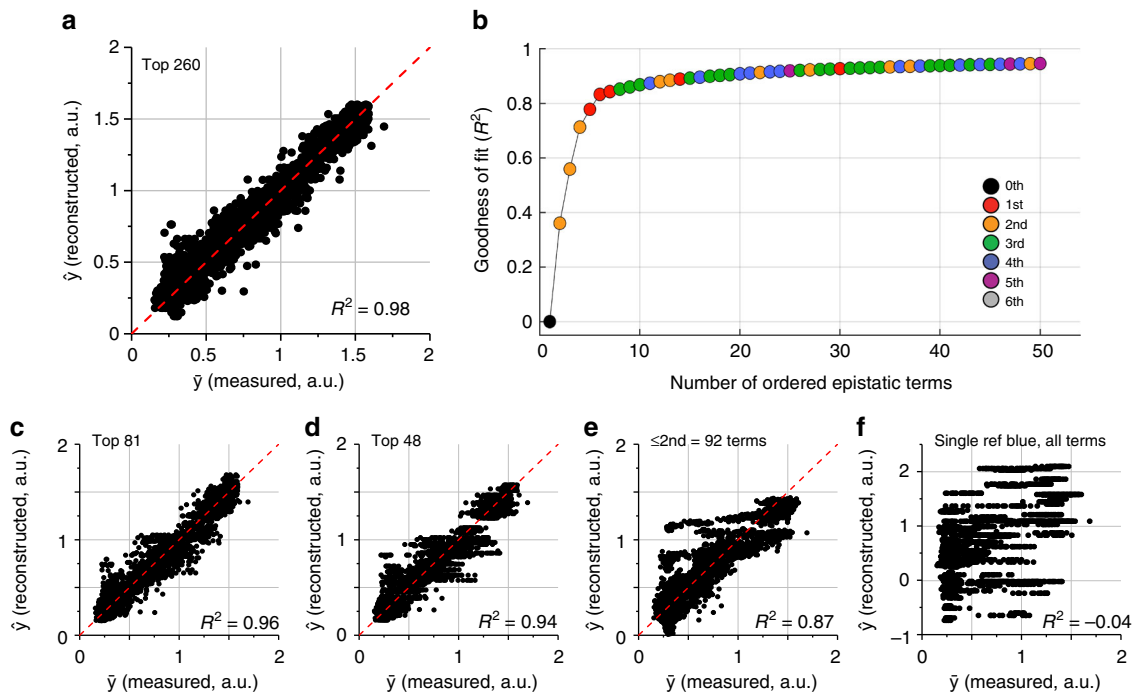 a
Top 260
2
1.5
1
0.5
0
0
0.5
1
1.5
2
ŷ (reconstructed, a.u.)
R² = 0.98
ȳ (measured, a.u.)
b
1
0.8
0.6
0.4
0.2
0
0
10
20
30
40
50
Goodness of fit (R²)
Number of ordered epistatic terms
0th
1st
2nd
3rd
4th
5th
6th
c
Top 81
2
1
0
0
1
2
ŷ (reconstructed, a.u.)
R² = 0.96
ȳ (measured, a.u.)
d
Top 48
2
1
0
0
1
2
ŷ (reconstructed, a.u.)
R² = 0.94
ȳ (measured, a.u.)
e
≤2nd = 92 terms
2
1
0
0
1
2
ŷ (reconstructed, a.u.)
R² = 0.87
ȳ (measured, a.u.)
f
Single ref blue, all terms
2
1
0
−1
0
1
2
ŷ (reconstructed, a.u.)
R² = −0.04
ȳ (measured, a.u.)